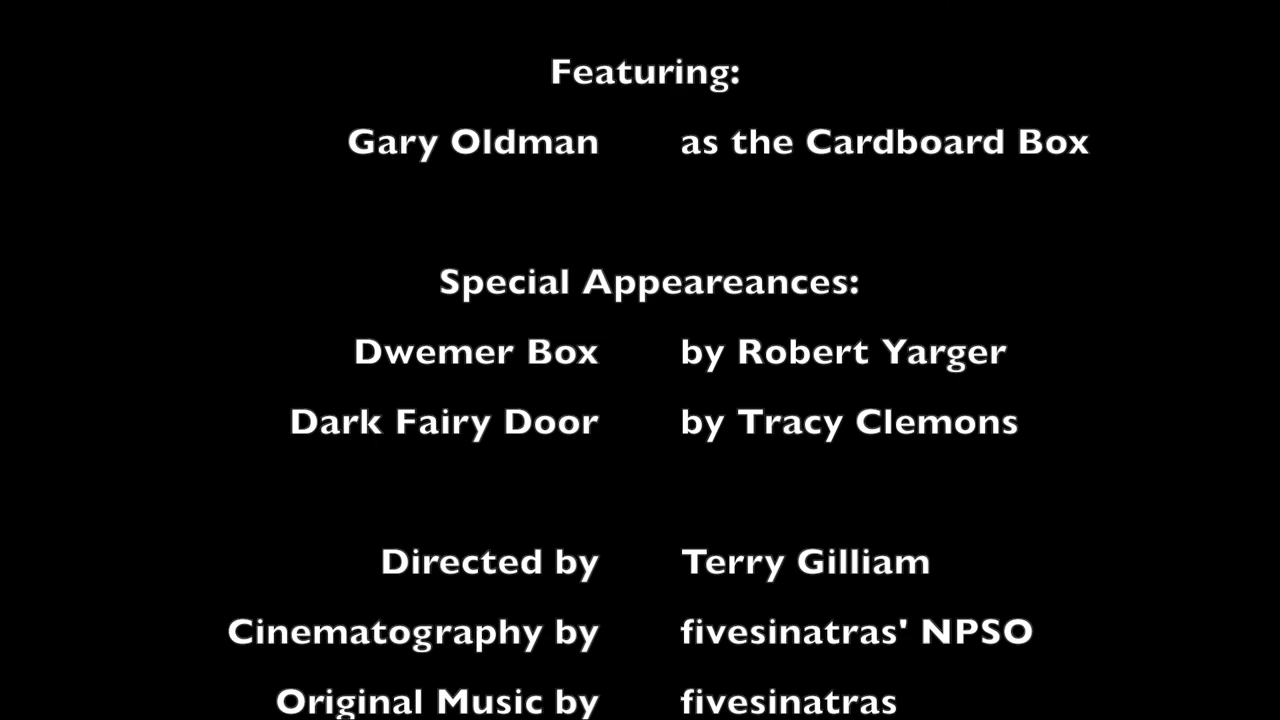 Featuring:
Gary Oldman as the Cardboard Box
Special Appeareances:
Dwemer Box by Robert Yarger
Dark Fairy Door by Tracy Clemons
Directed by Terry Gilliam
Cinematography by fivesinatras' NPSO
Original Music by fivesinatras